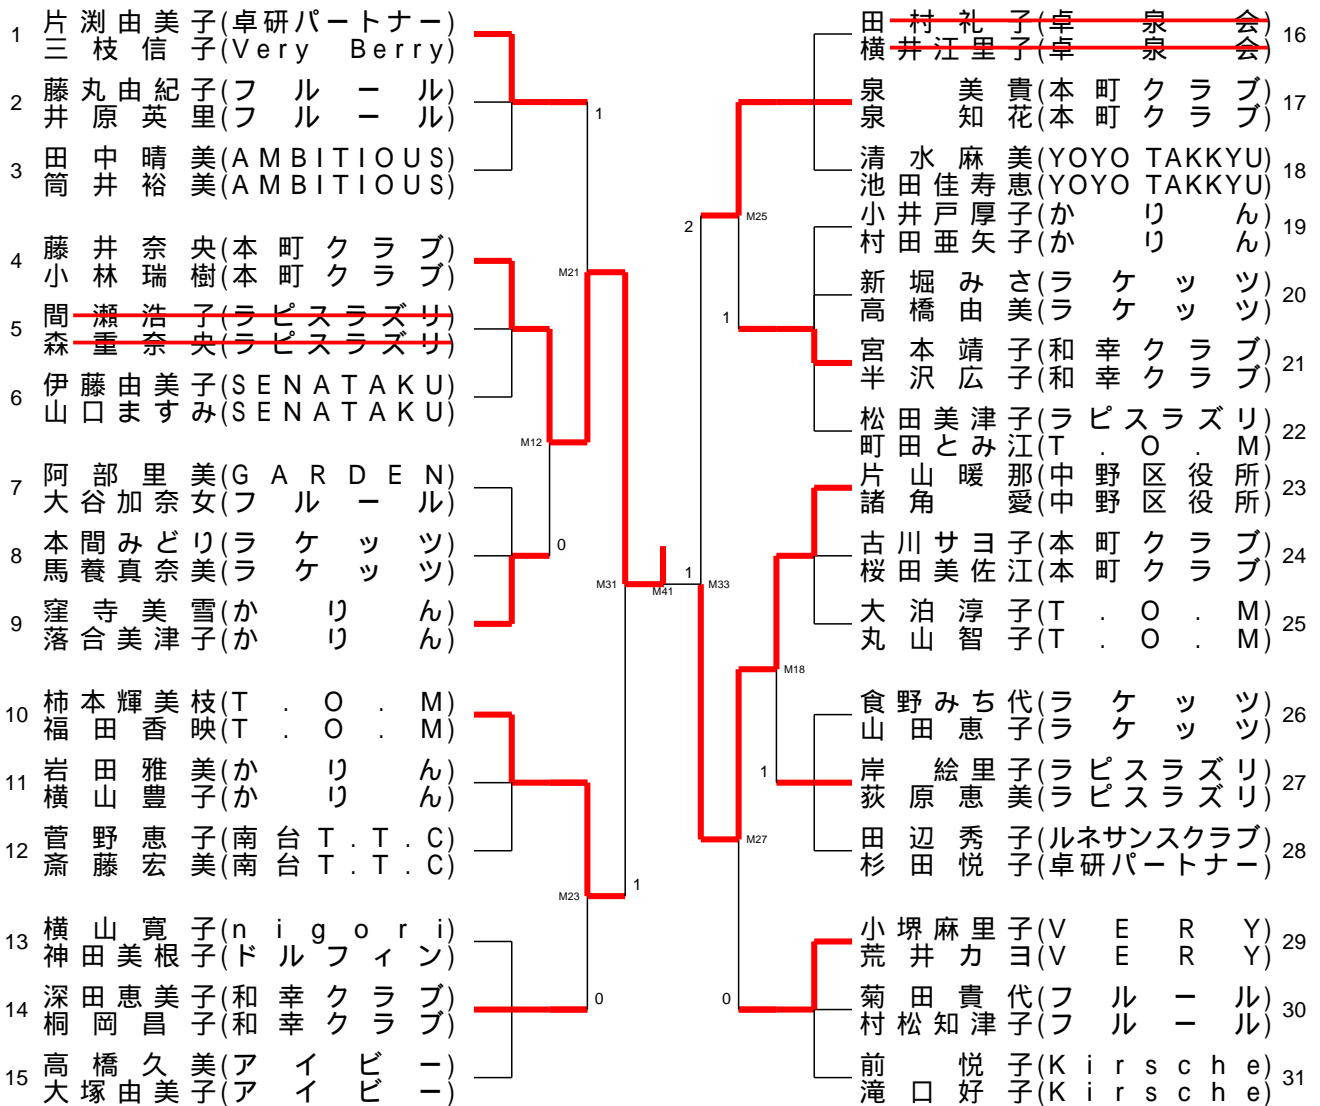 1 片渕由美子(卓研パートナー)
三枝信子(Very Berry)
2 藤丸由紀子(フルール)
井原英里(フルール)
3 田中晴美(AMBITIOUS)
筒井裕美(AMBITIOUS)
4 藤井奈央(本町クラブ)
小林瑞樹(本町クラブ)
5 間瀬浩子(ラピスラズリ)
森重奈央(ラピスラズリ)
6 伊藤由美子(SENATAKU)
山口ますみ(SENATAKU)
7 阿部里美(GARDEN)
大谷加奈女(フルール)
8 本間みどり(ラケッツ)
馬養真奈美(ラケッツ)
9 窪寺美雪(かりん)
落合美津子(かりん)
10 柿本輝美枝(T.O.M)
福田香映(T.O.M)
11 岩田雅美(かりん)
横山豊子(かりん)
12 菅野恵子(南台T.T.C)
斎藤宏美(南台T.T.C)
13 横山寛子(nigori)
神田美根子(ドルフィン)
14 深田恵美子(和幸クラブ)
桐岡昌子(和幸クラブ)
15 高橋久美(アイビー)
大塚由美子(アイビー)
1
M21
M12
0
M31
M41
M23
1
0
2
M25
1
1
M33
M18
1
M27
0
田村礼子(卓泉会) 16
横井江里子(卓泉会)
泉美貴(本町クラブ) 17
泉知花(本町クラブ)
清水麻美(YOYO TAKKYU) 18
池田佳寿恵(YOYO TAKKYU)
小井戸厚子(かりん) 19
村田亜矢子(かりん)
新堀みさ(ラケッツ) 20
高橋由美(ラケッツ)
宮本靖子(和幸クラブ) 21
半沢広子(和幸クラブ)
松田美津子(ラピスラズリ) 22
町田とみ江(T.O.M)
片山暖那(中野区役所) 23
諸角愛(中野区役所)
古川サヨ子(本町クラブ) 24
桜田美佐江(本町クラブ)
大泊淳子(T.O.M) 25
丸山智子(T.O.M)
食野みち代(ラケッツ) 26
山田恵子(ラケッツ)
岸絵里子(ラピスラズリ) 27
荻原恵美(ラピスラズリ)
田辺秀子(ルネサンスクラブ) 28
杉田悦子(卓研パートナー)
小堺麻里子(VERY) 29
荒井カヨ(VERY)
菊田貴代(フルール) 30
村松知津子(フルール)
前悦子(Kirsche) 31
滝口好子(Kirsche)